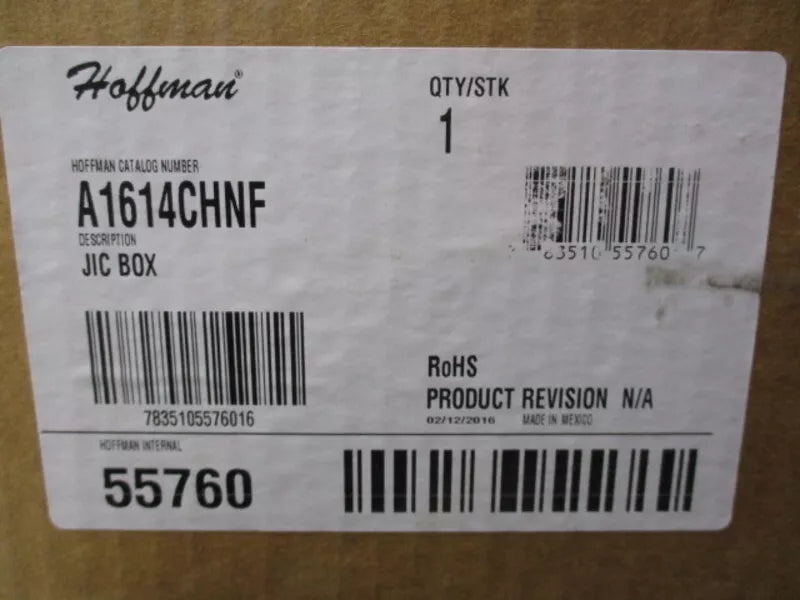 Hoffman®
QTY/STK
1
HOFFMAN CATALOG NUMBER
A1614CHNF
DESCRIPTION
JIC BOX
63510 55760 7
7835105576016
RoHS
PRODUCT REVISION N/A
02/12/2016 MADE IN MEXICO
HOFFMAN INTERNAL
55760